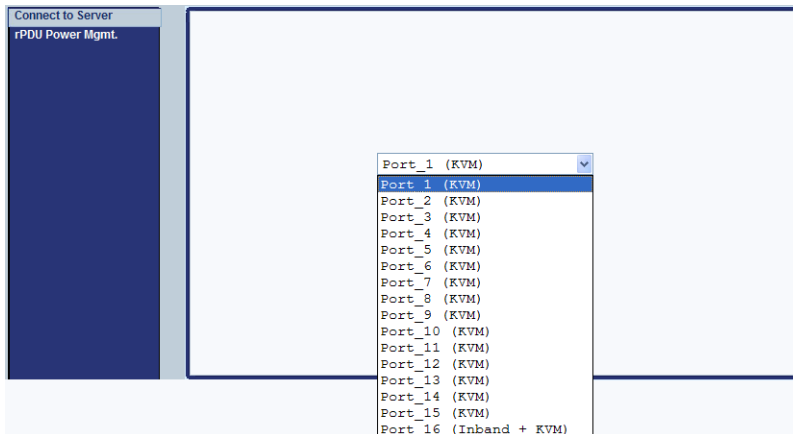 Connect to Server
rPDU Power Mgmt.
Port_1 (KVM)
Port_1 (KVM)
Port_2 (KVM)
Port_3 (KVM)
Port_4 (KVM)
Port_5 (KVM)
Port_6 (KVM)
Port_7 (KVM)
Port_8 (KVM)
Port_9 (KVM)
Port_10 (KVM)
Port_11 (KVM)
Port_12 (KVM)
Port_13 (KVM)
Port_14 (KVM)
Port_15 (KVM)
Port_16 (Inband + KVM)